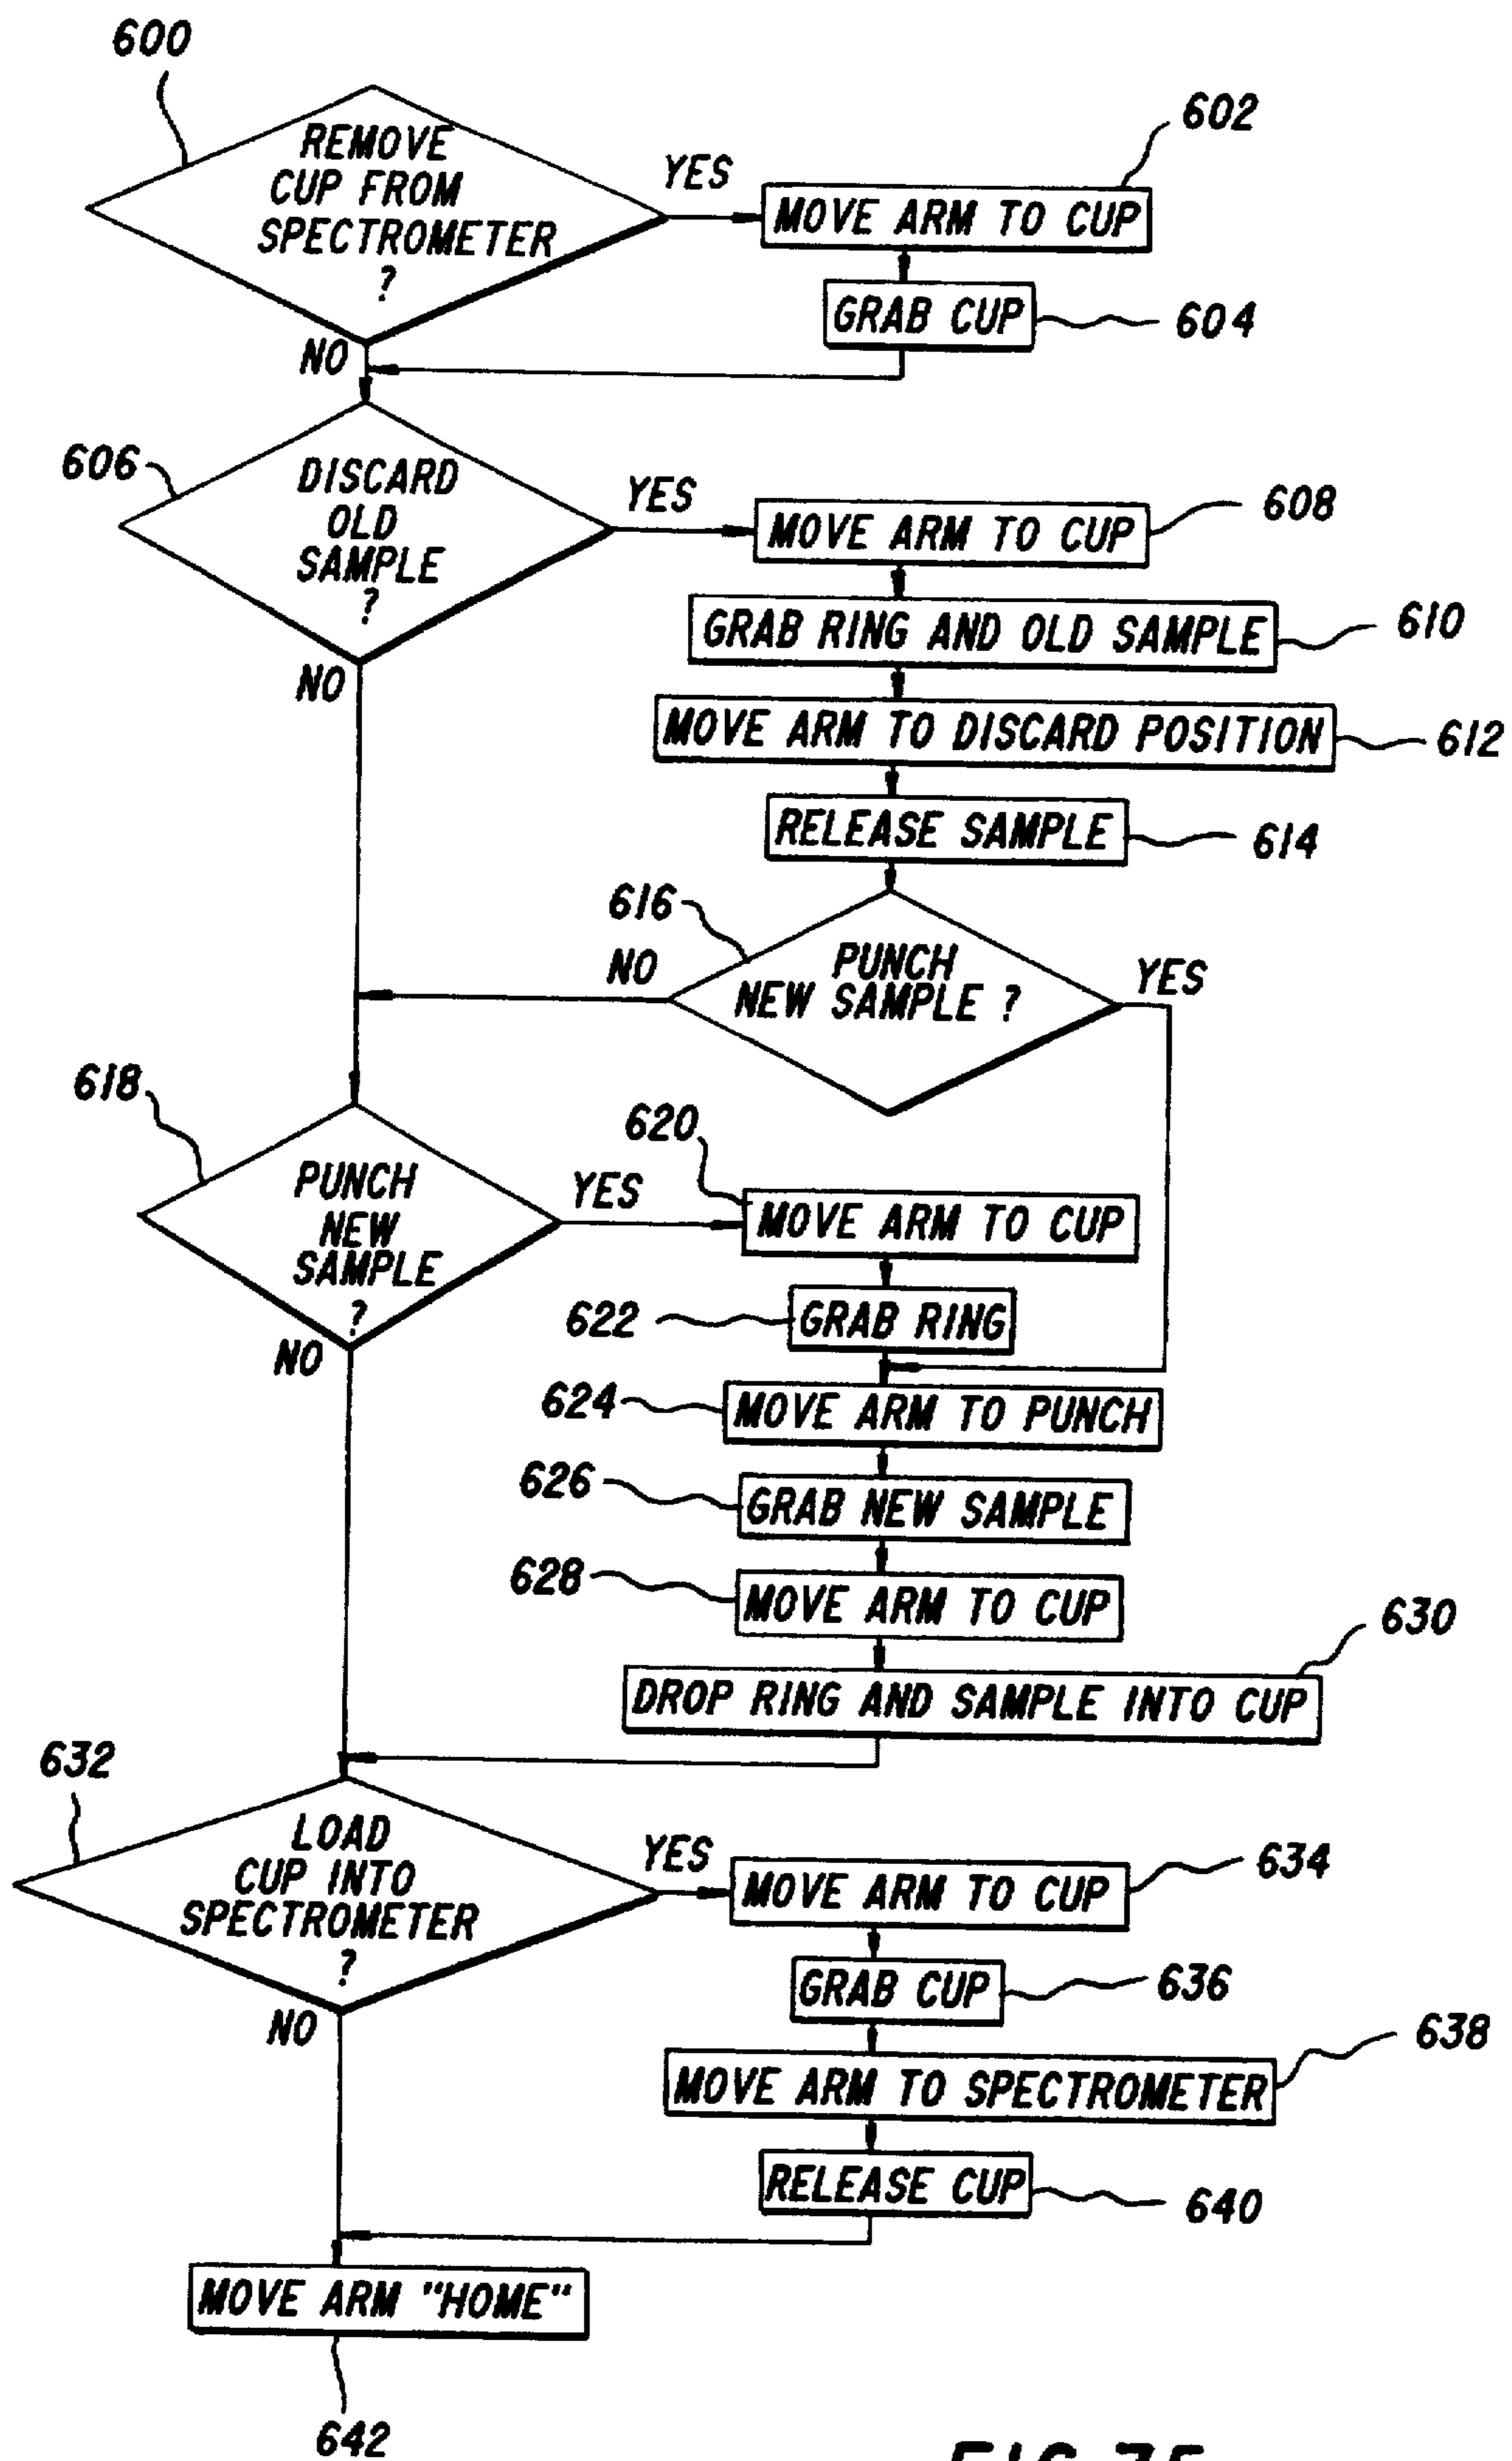 600
REMOVE
CUP FROM
SPECTROMETER
?
YES
602
MOVE ARM TO CUP
GRAB CUP
604
NO
606
DISCARD
OLD
SAMPLE
?
YES
608
MOVE ARM TO CUP
GRAB RING AND OLD SAMPLE
610
NO
MOVE ARM TO DISCARD POSITION
612
RELEASE SAMPLE
614
616
PUNCH
NEW SAMPLE ?
NO
YES
618
PUNCH
NEW
SAMPLE
?
YES
620
MOVE ARM TO CUP
622
GRAB RING
NO
624
MOVE ARM TO PUNCH
626
GRAB NEW SAMPLE
628
MOVE ARM TO CUP
630
DROP RING AND SAMPLE INTO CUP
632
LOAD
CUP INTO
SPECTROMETER
?
YES
634
MOVE ARM TO CUP
GRAB CUP
636
NO
638
MOVE ARM TO SPECTROMETER
RELEASE CUP
640
MOVE ARM "HOME"
642